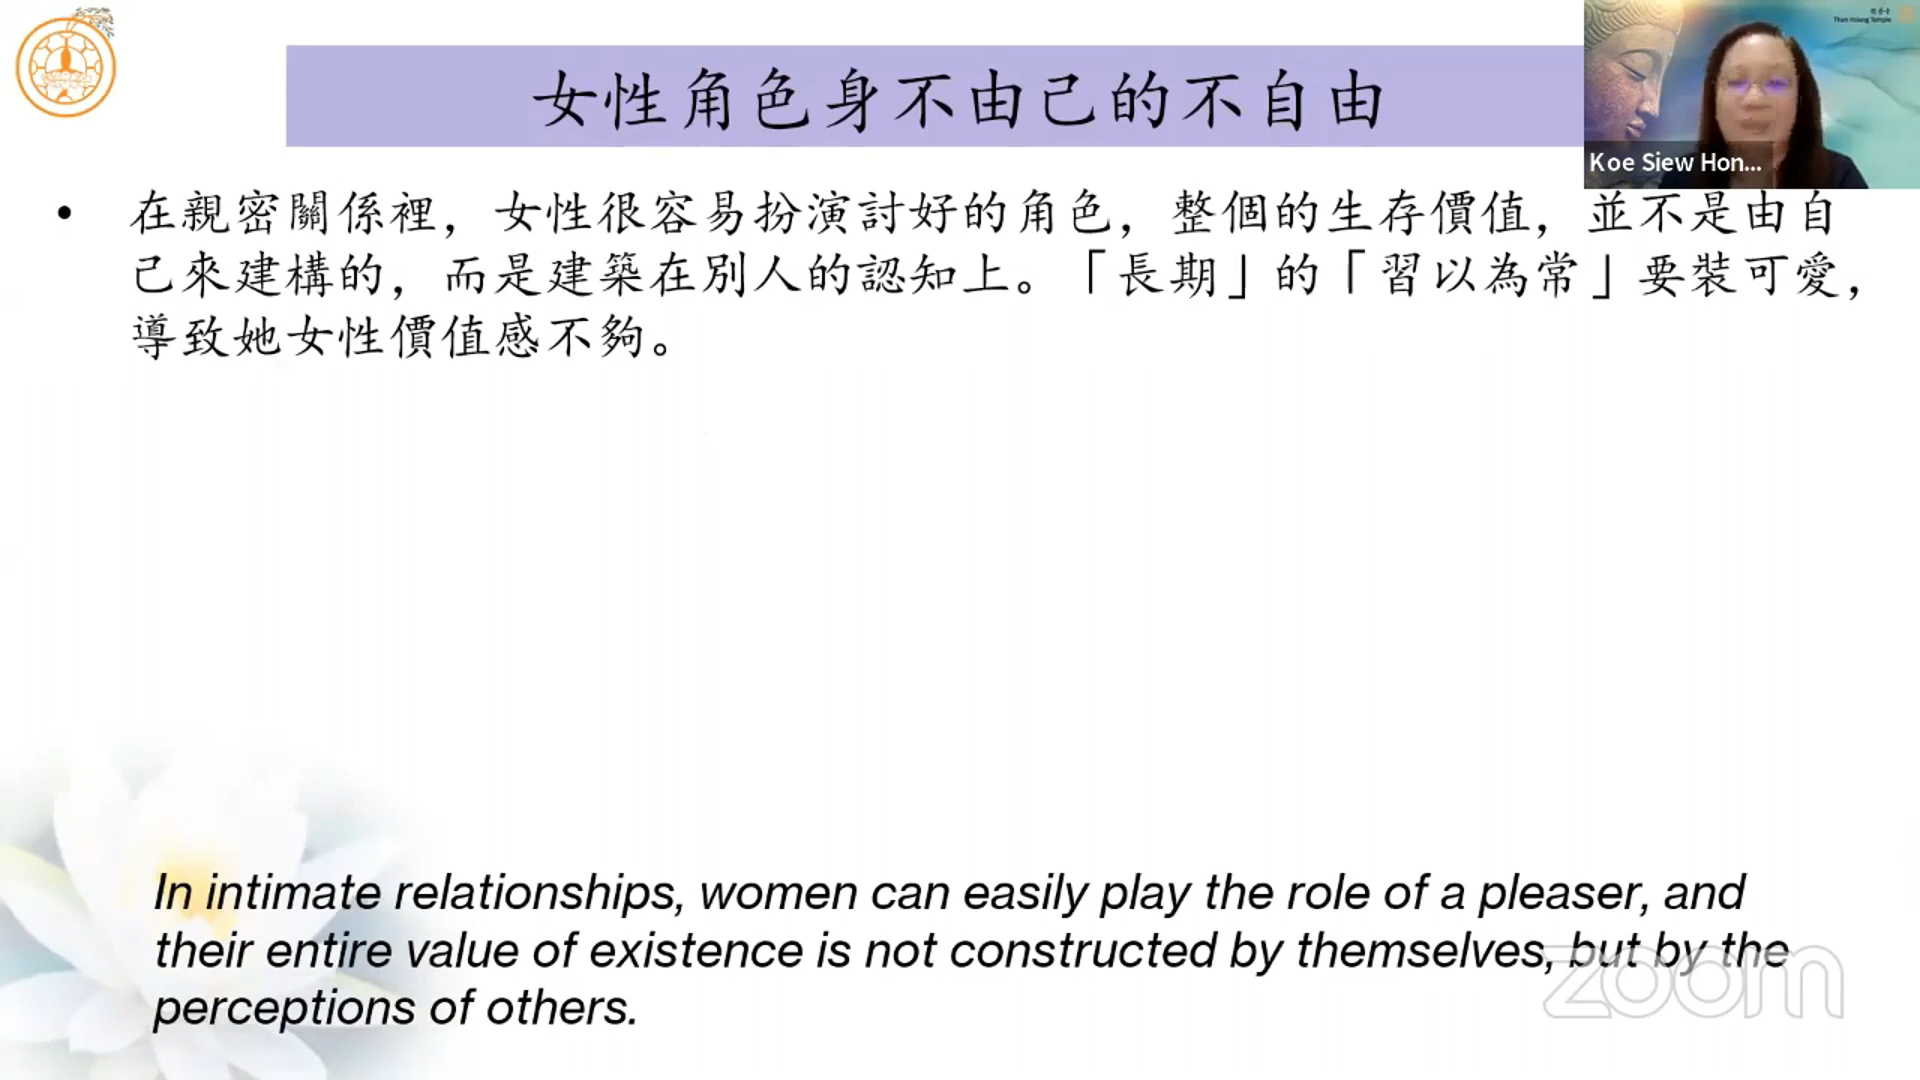 女性角色身不由己的不自由
Than Hsiang Temple
Koe Siew Hon...
• 在親密關係裡，女性很容易扮演討好的角色，整個的生存價值，並不是由自
己來建構的，而是建築在別人的認知上。「長期」的「習以為常」要裝可愛，
導致她女性價值感不夠。
In intimate relationships, women can easily play the role of a pleaser, and
their entire value of existence is not constructed by themselves, but by the
perceptions of others.
zoom